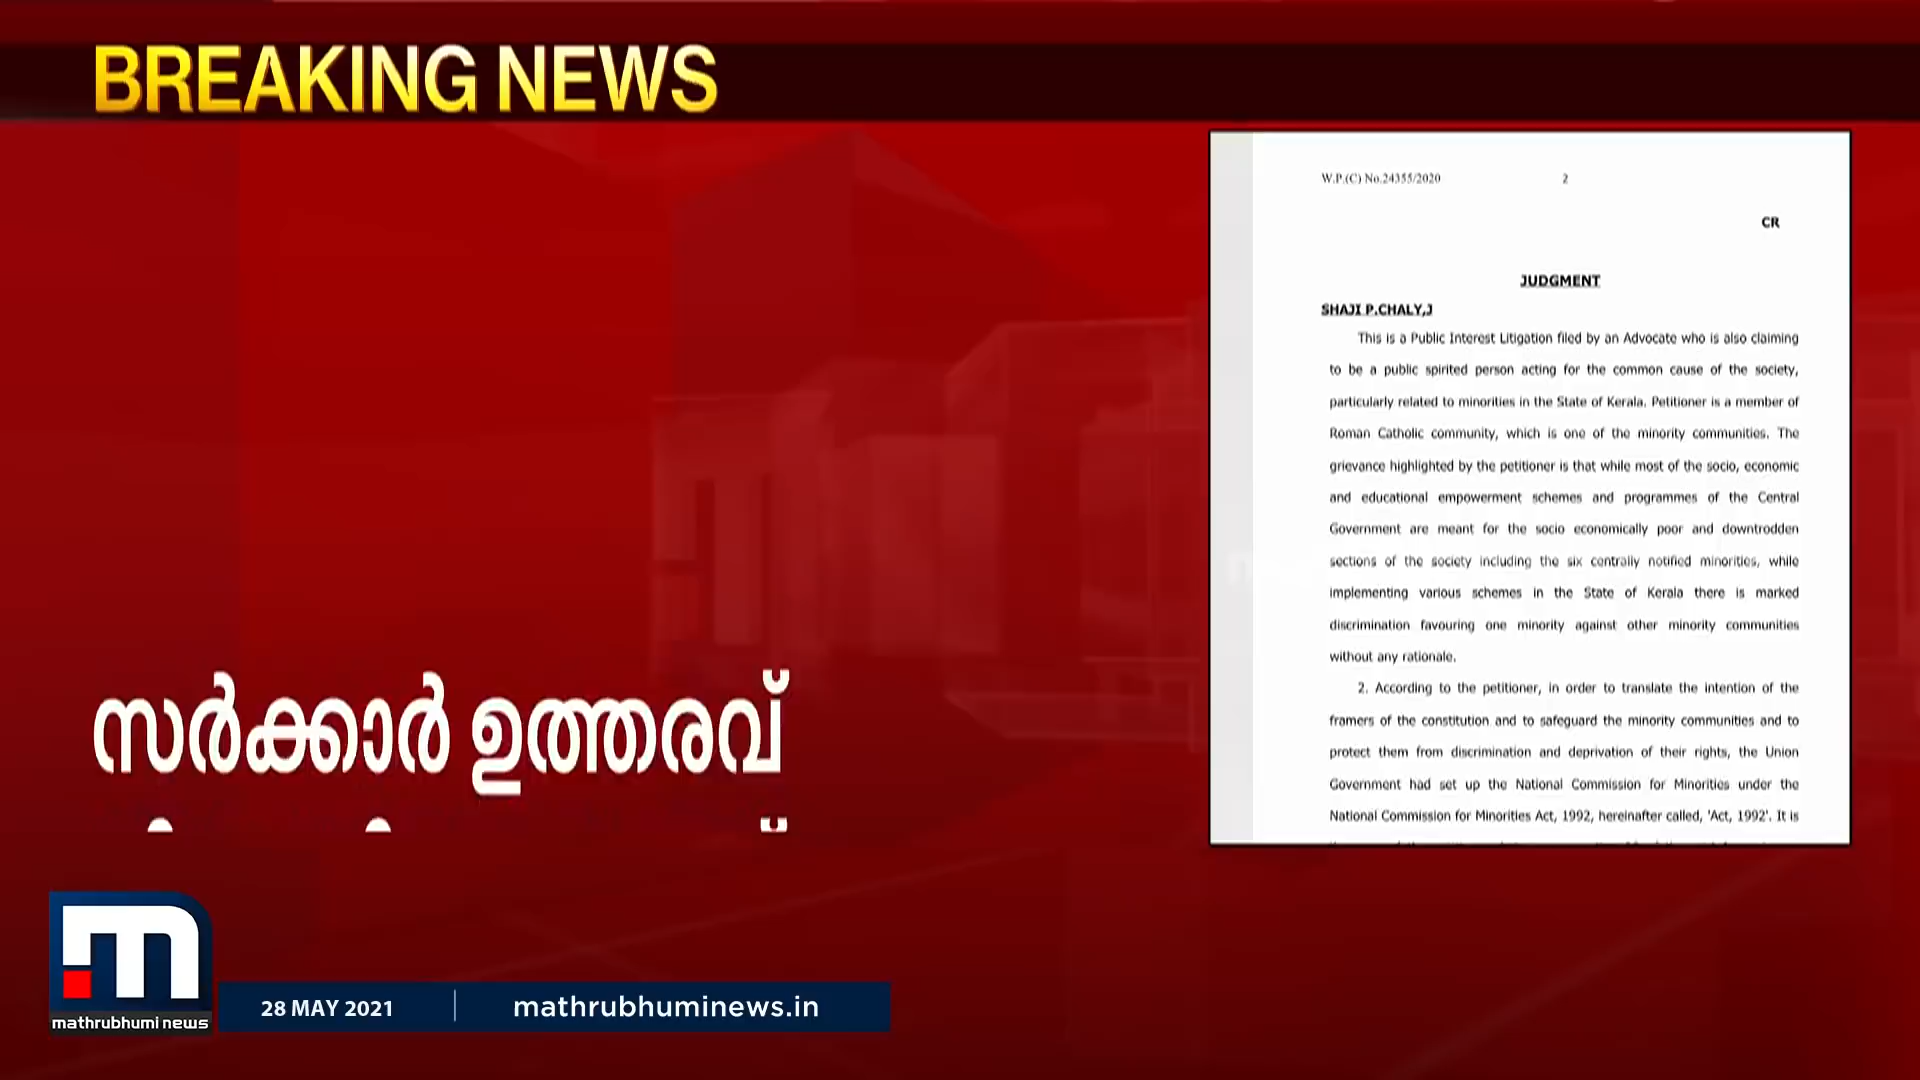 BREAKING NEWS
W.P.(C) No.24355/2020 2
CR
JUDGMENT
SHAJI P.CHALY,J
This is a Public Interest Litigation filed by an Advocate who is also claiming
to be a public spirited person acting for the common cause of the society,
particularly related to minorities in the State of Kerala. Petitioner is a member of
Roman Catholic community, which is one of the minority communities. The
grievance highlighted by the petitioner is that while most of the socio, economic
and educational empowerment schemes and programmes of the Central
Government are meant for the socio economically poor and downtrodden
sections of the society including the six centrally notified minorities, while
implementing various schemes in the State of Kerala there is marked
discrimination favouring one minority against other minority communities
without any rationale.
2. According to the petitioner, in order to translate the intention of the
framers of the constitution and to safeguard the minority communities and to
protect them from discrimination and deprivation of their rights, the Union
Government had set up the National Commission for Minorities under the
National Commission for Minorities Act, 1992, hereinafter called, 'Act, 1992'. It is
സർക്കാർ ഉത്തരവ്
mathrubhumi news
28 MAY 2021
mathrubhuminews.in